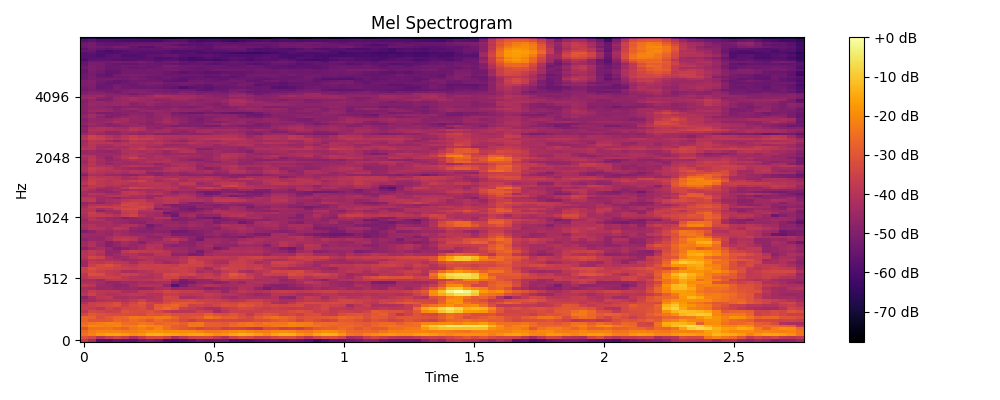 Mel Spectrogram
+0 dB
-10 dB
-20 dB
-30 dB
-40 dB
-50 dB
-60 dB
-70 dB
Hz
4096
2048
1024
512
0
0
0.5
1
1.5
2
2.5
Time